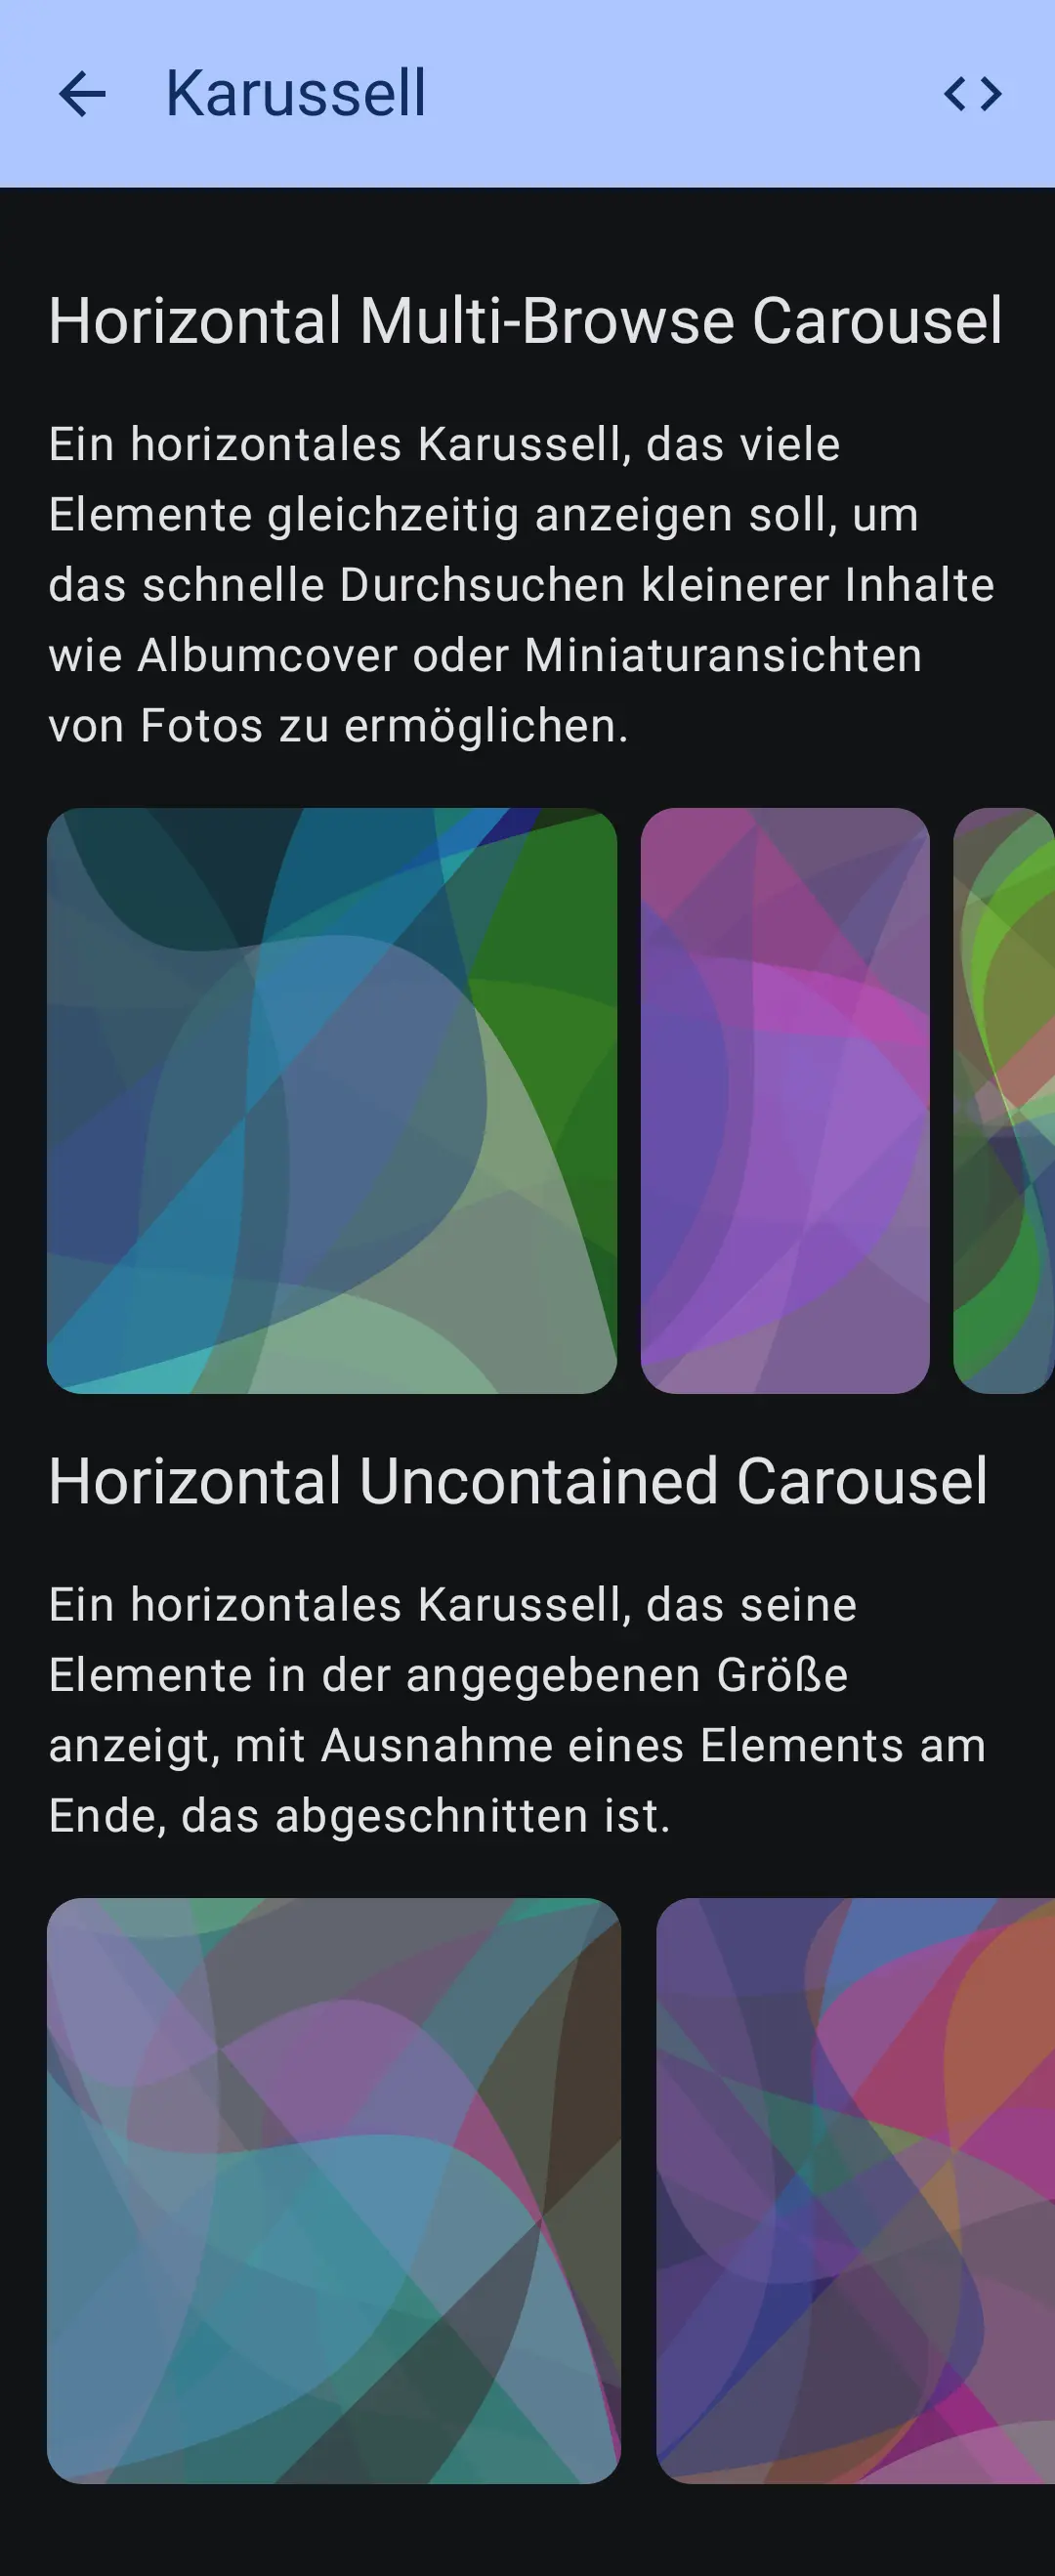 Karussell
Horizontal Multi-Browse Carousel
Ein horizontales Karussell, das viele
Elemente gleichzeitig anzeigen soll, um
das schnelle Durchsuchen kleinerer Inhalte
wie Albumcover oder Miniaturansichten
von Fotos zu ermöglichen.
Horizontal Uncontained Carousel
Ein horizontales Karussell, das seine
Elemente in der angegebenen Größe
anzeigt, mit Ausnahme eines Elements am
Ende, das abgeschnitten ist.